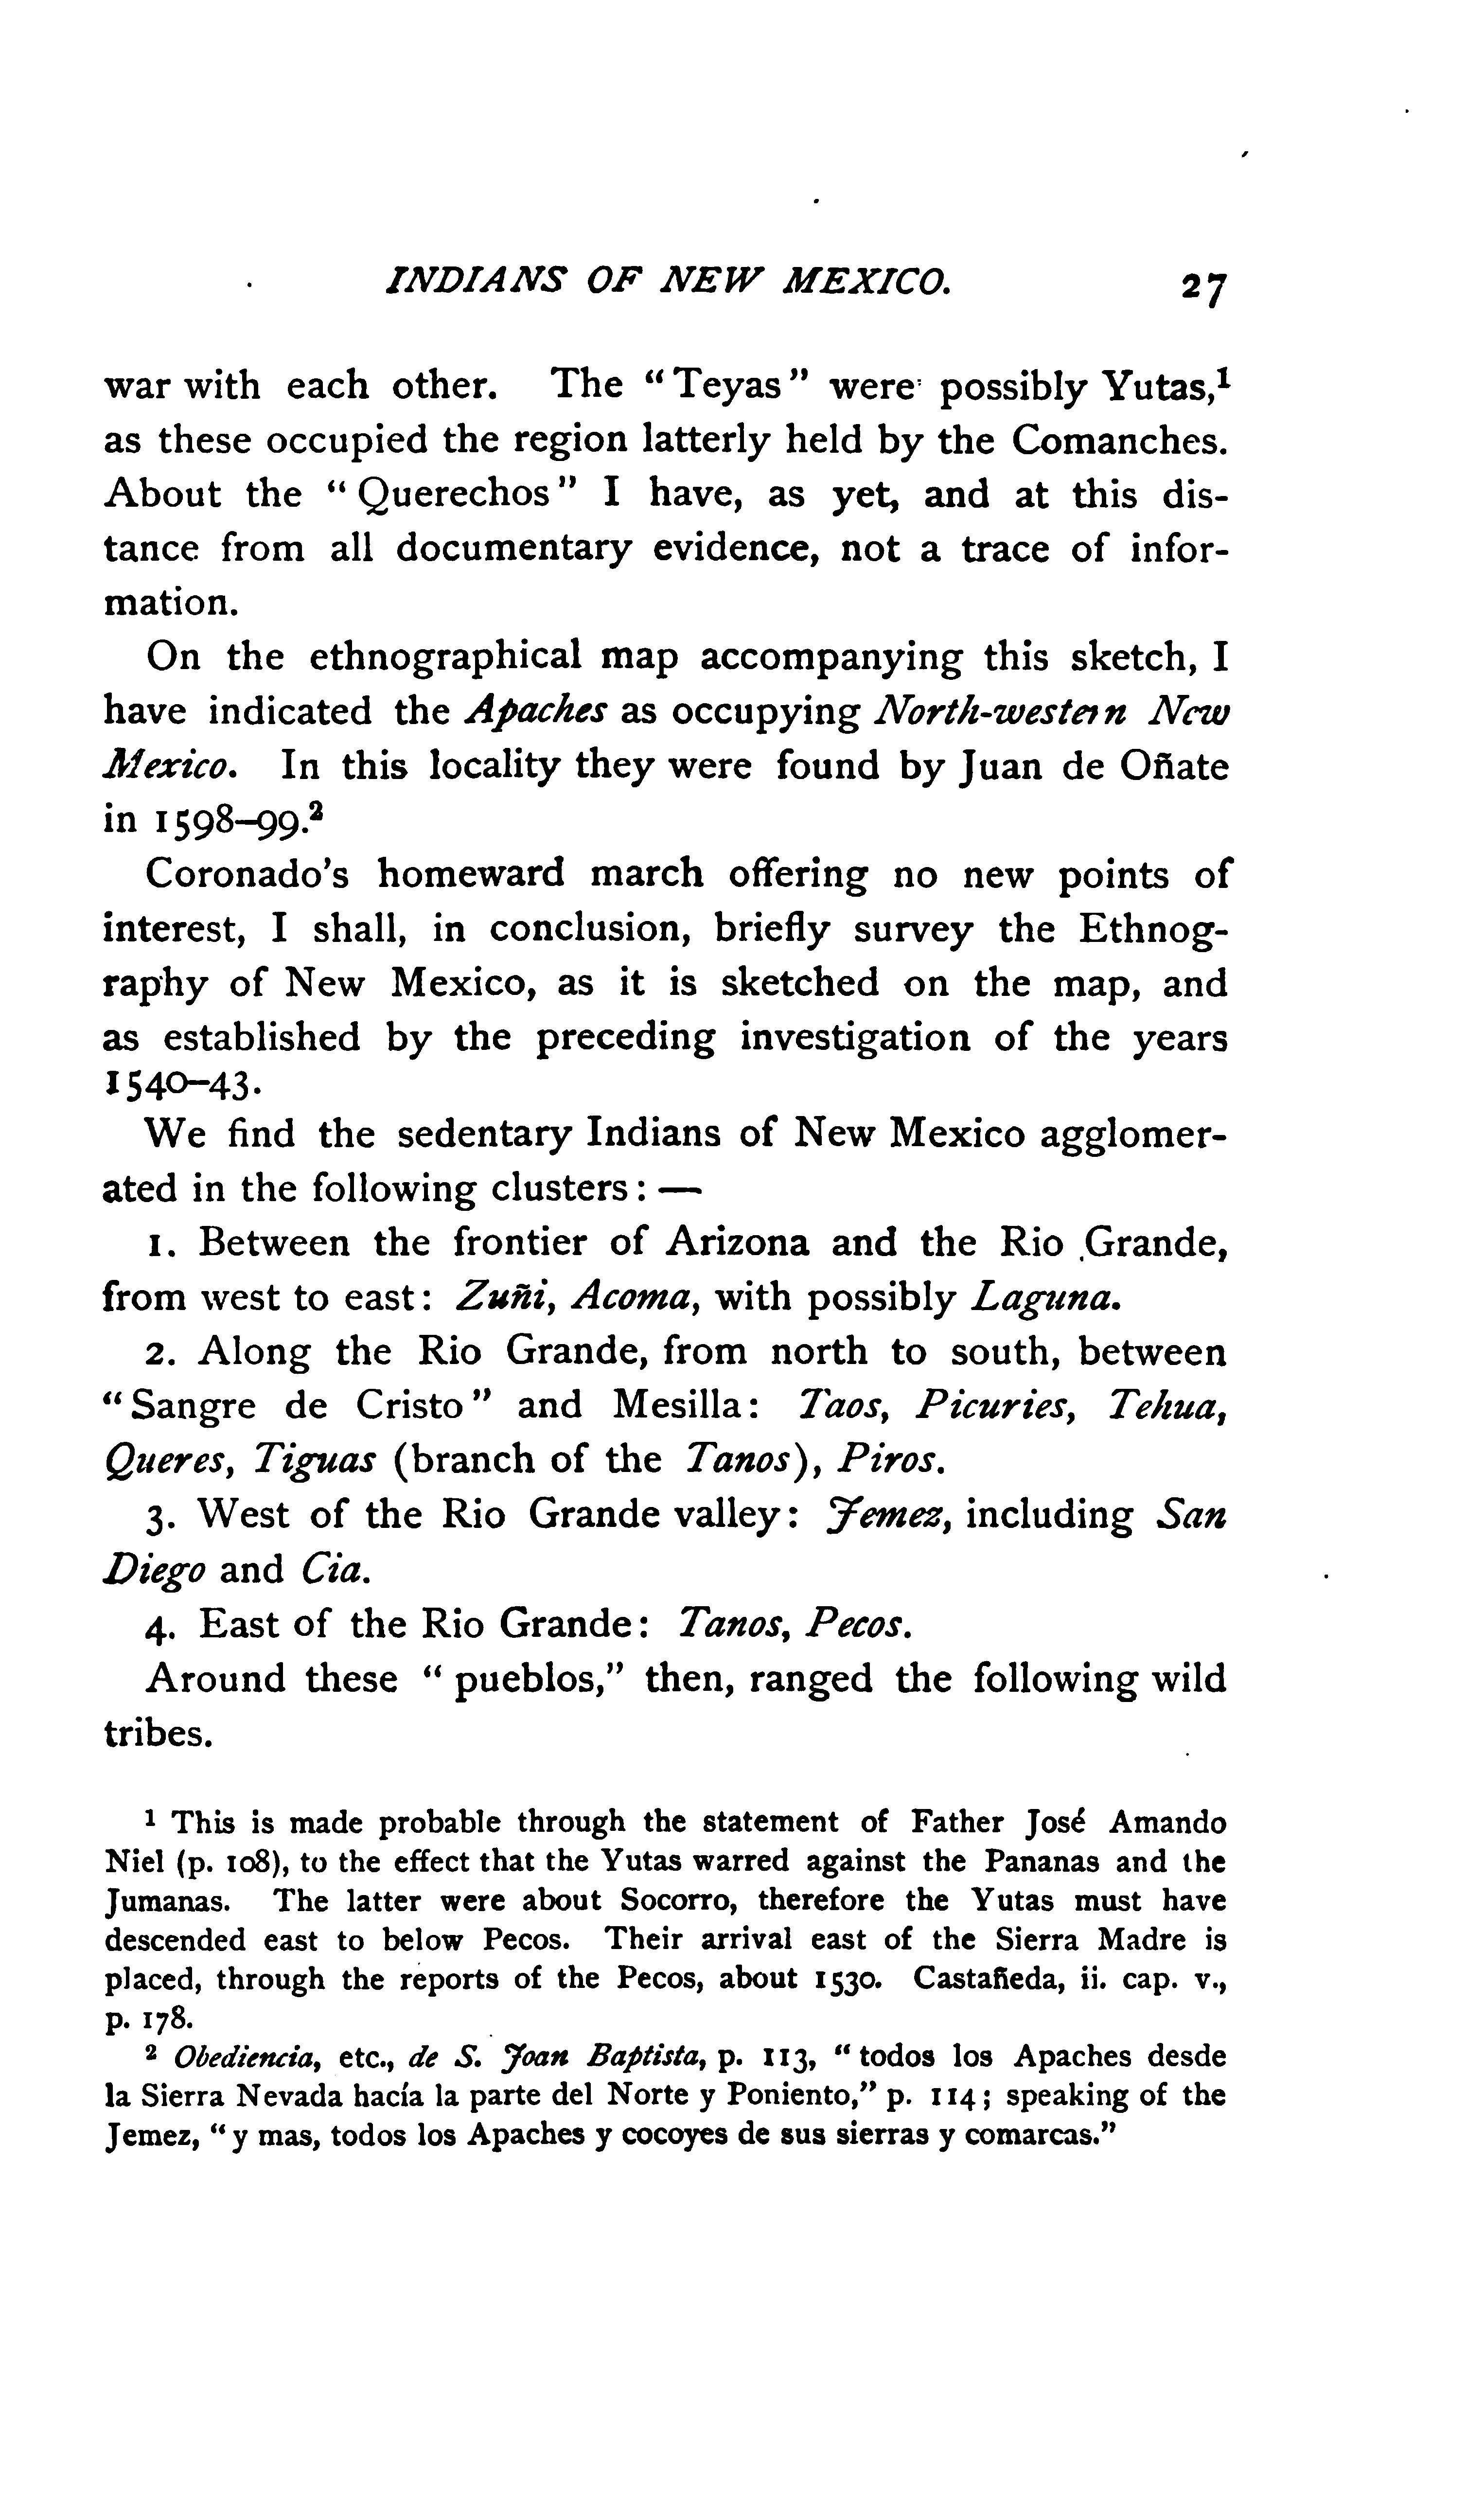 INDIANS OF NEW MEXICO. 27
war with each other. The “Teyas” were possibly Yutas,¹
as these occupied the region latterly held by the Comanches.
About the “Querechos” I have, as yet, and at this dis-
tance from all documentary evidence, not a trace of infor-
mation.
On the ethnographical map accompanying this sketch, I
have indicated the Apaches as occupying North-western New
Mexico. In this locality they were found by Juan de Oñate
in 1598–99.²
Coronado's homeward march offering no new points of
interest, I shall, in conclusion, briefly survey the Ethnog-
raphy of New Mexico, as it is sketched on the map, and
as established by the preceding investigation of the years
1540–43.
We find the sedentary Indians of New Mexico agglomer-
ated in the following clusters: —
1. Between the frontier of Arizona and the Rio Grande,
from west to east: Zuñi, Acoma, with possibly Laguna.
2. Along the Rio Grande, from north to south, between
“Sangre de Cristo” and Mesilla: Taos, Picuries, Tehua,
Queres, Tiguas (branch of the Tanos), Piros.
3. West of the Rio Grande valley: Jemez, including San
Diego and Cia.
4. East of the Rio Grande: Tanos, Pecos.
Around these “pueblos,” then, ranged the following wild
tribes.
¹ This is made probable through the statement of Father José Amando
Niel (p. 108), to the effect that the Yutas warred against the Pananas and the
Jumanas. The latter were about Socorro, therefore the Yutas must have
descended east to below Pecos. Their arrival east of the Sierra Madre is
placed, through the reports of the Pecos, about 1530. Castañeda, ii. cap. v.,
p. 178.
² Obediencia, etc., de S. Joan Baptista, p. 113, “todos los Apaches desde
la Sierra Nevada hacía la parte del Norte y Poniento,” p. 114; speaking of the
Jemez, “y mas, todos los Apaches y cocoyes de sus sierras y comarcas.”